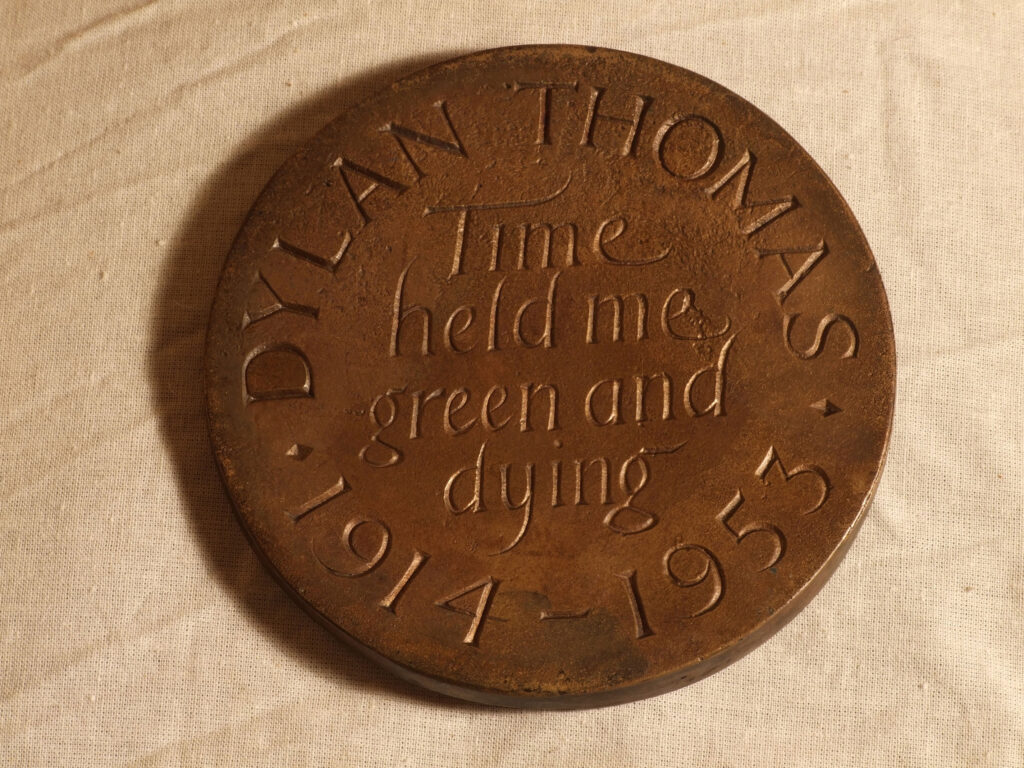 DYLAN THOMAS
Time
held me
green and
dying
1914-1953